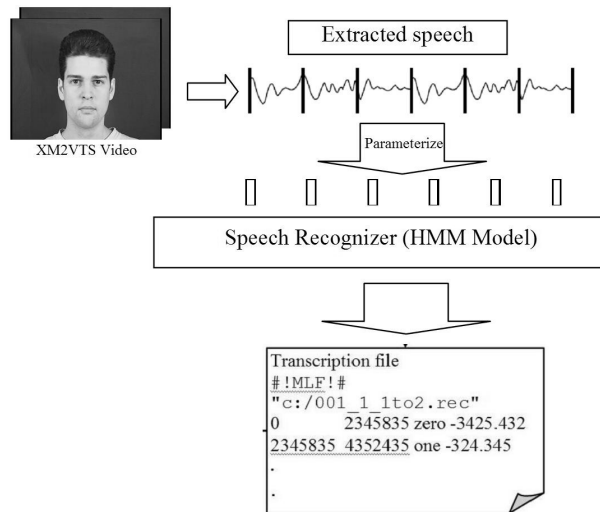 Extracted speech
XM2VTS Video
Parameterize
Speech Recognizer (HMM Model)
Transcription file
#!MLF!#
"c:/001_1_1to2.rec"
0 2345835 zero -3425.432
2345835 4352435 one -324.345
.
.